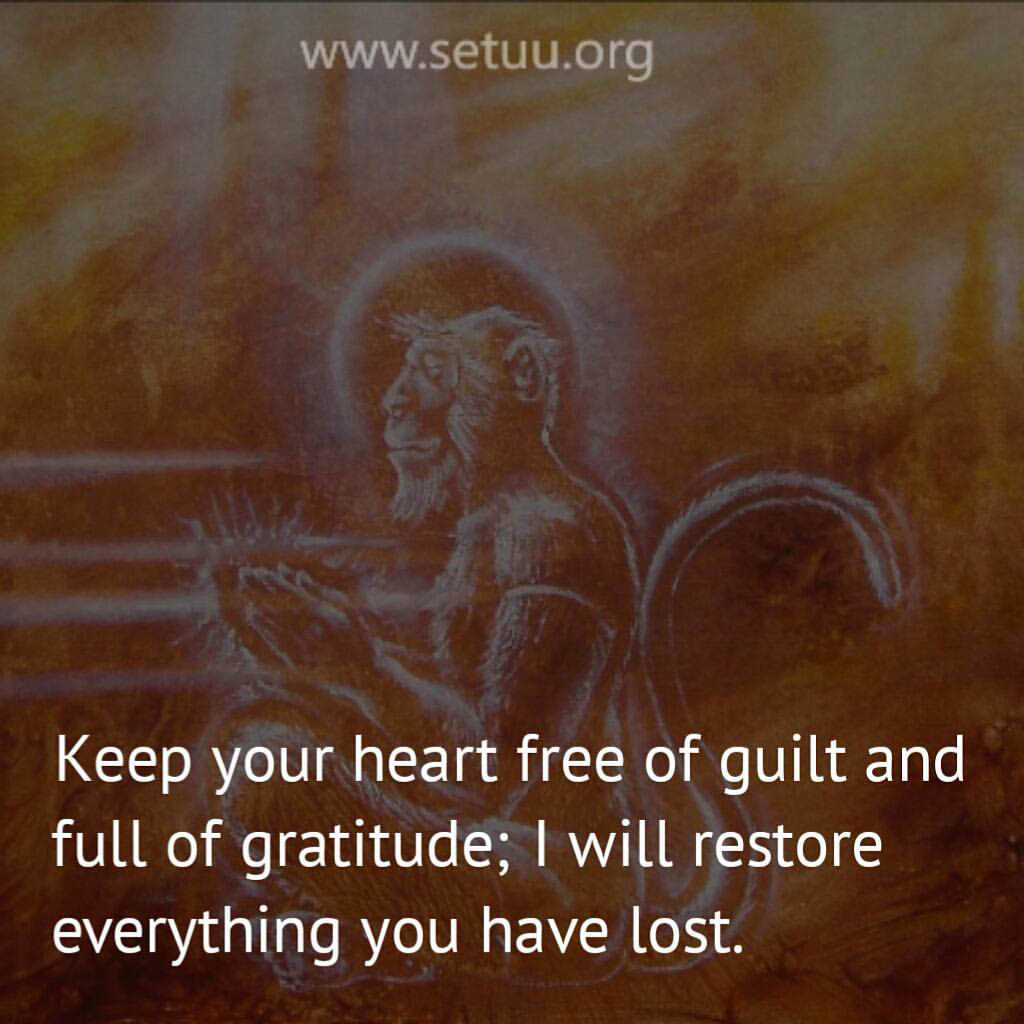 www.setuu.org
Keep your heart free of guilt and
full of gratitude; I will restore
everything you have lost.